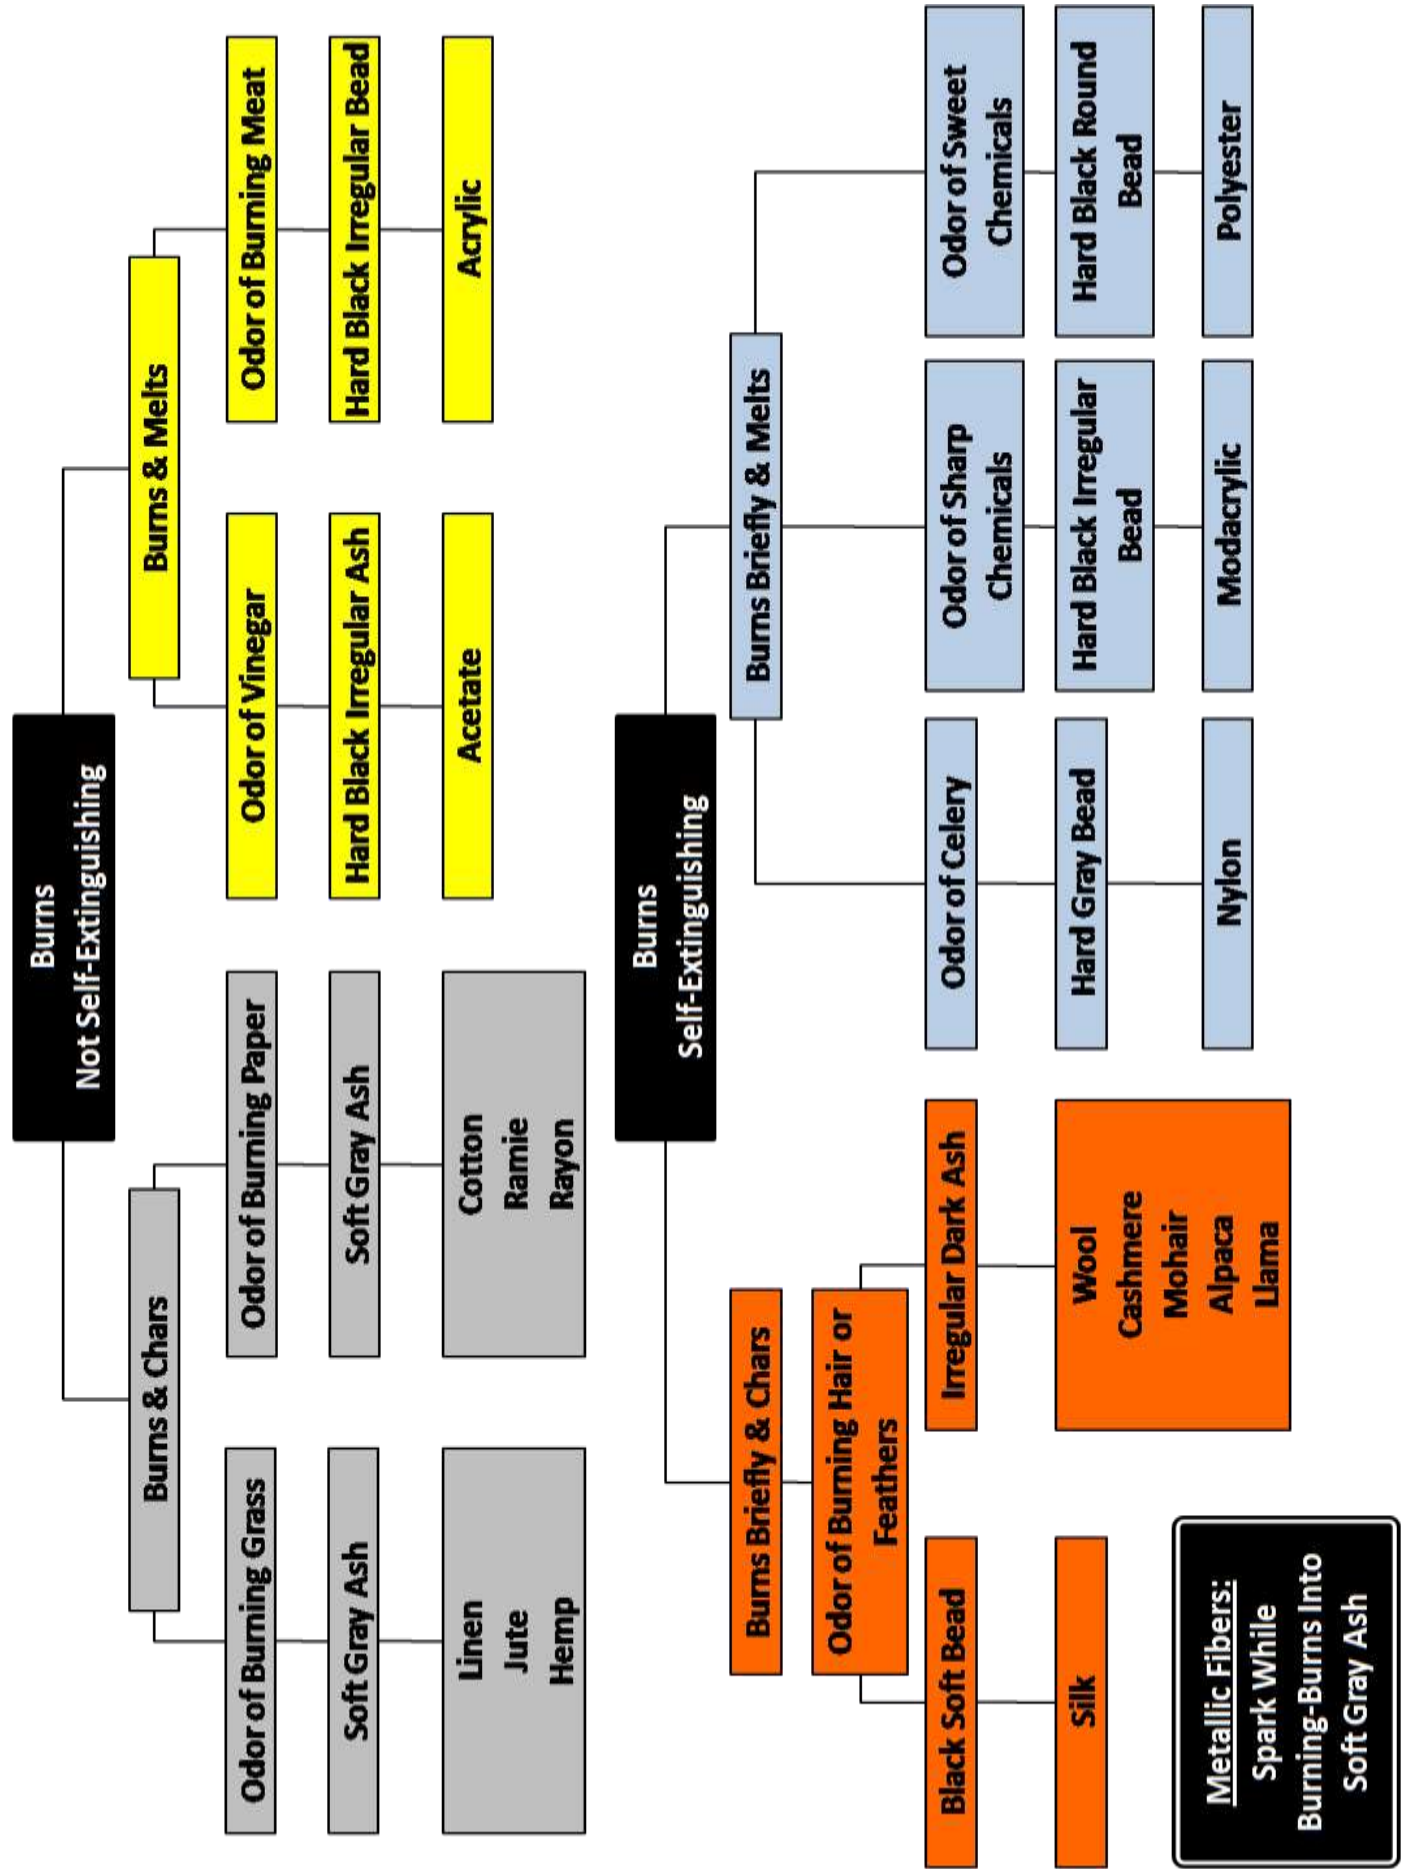 Burns
Not Self-Extinguishing
Burns & Chars
Burns & Melts
Odor of Burning Grass
Odor of Burning Paper
Odor of Vinegar
Odor of Burning Meat
Soft Gray Ash
Soft Gray Ash
Hard Black Irregular Ash
Hard Black Irregular Bead
Linen
Jute
Hemp
Cotton
Ramie
Rayon
Acetate
Acrylic
Burns
Self-Extinguishing
Burns Briefly & Chars
Burns Briefly & Melts
Odor of Burning Hair or
Feathers
Black Soft Bead
Irregular Dark Ash
Odor of Celery
Odor of Sharp
Chemicals
Odor of Sweet
Chemicals
Silk
Wool
Cashmere
Mohair
Alpaca
Llama
Hard Gray Bead
Hard Black Irregular
Bead
Hard Black Round
Bead
Nylon
Modacrylic
Polyester
Metallic Fibers:
Spark While
Burning-Burns Into
Soft Gray Ash